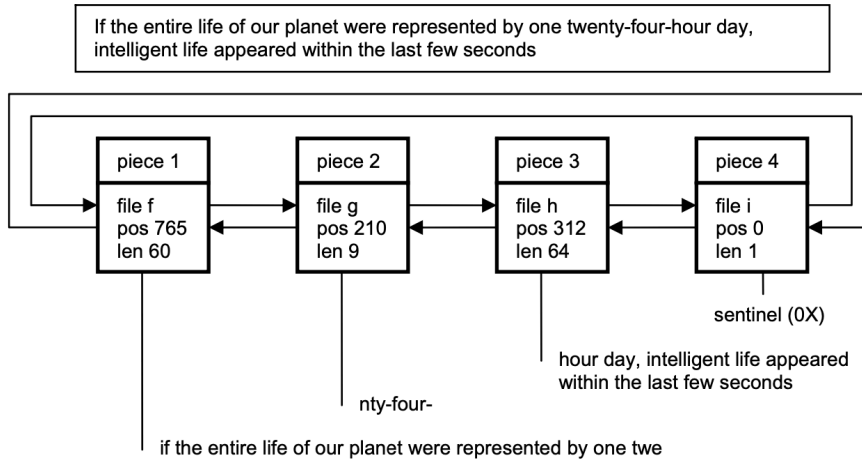 If the entire life of our planet were represented by one twenty-four-hour day,
intelligent life appeared within the last few seconds
piece 1
file f
pos 765
len 60
piece 2
file g
pos 210
len 9
piece 3
file h
pos 312
len 64
piece 4
file i
pos 0
len 1
sentinel (0X)
hour day, intelligent life appeared
within the last few seconds
nty-four-
if the entire life of our planet were represented by one twe